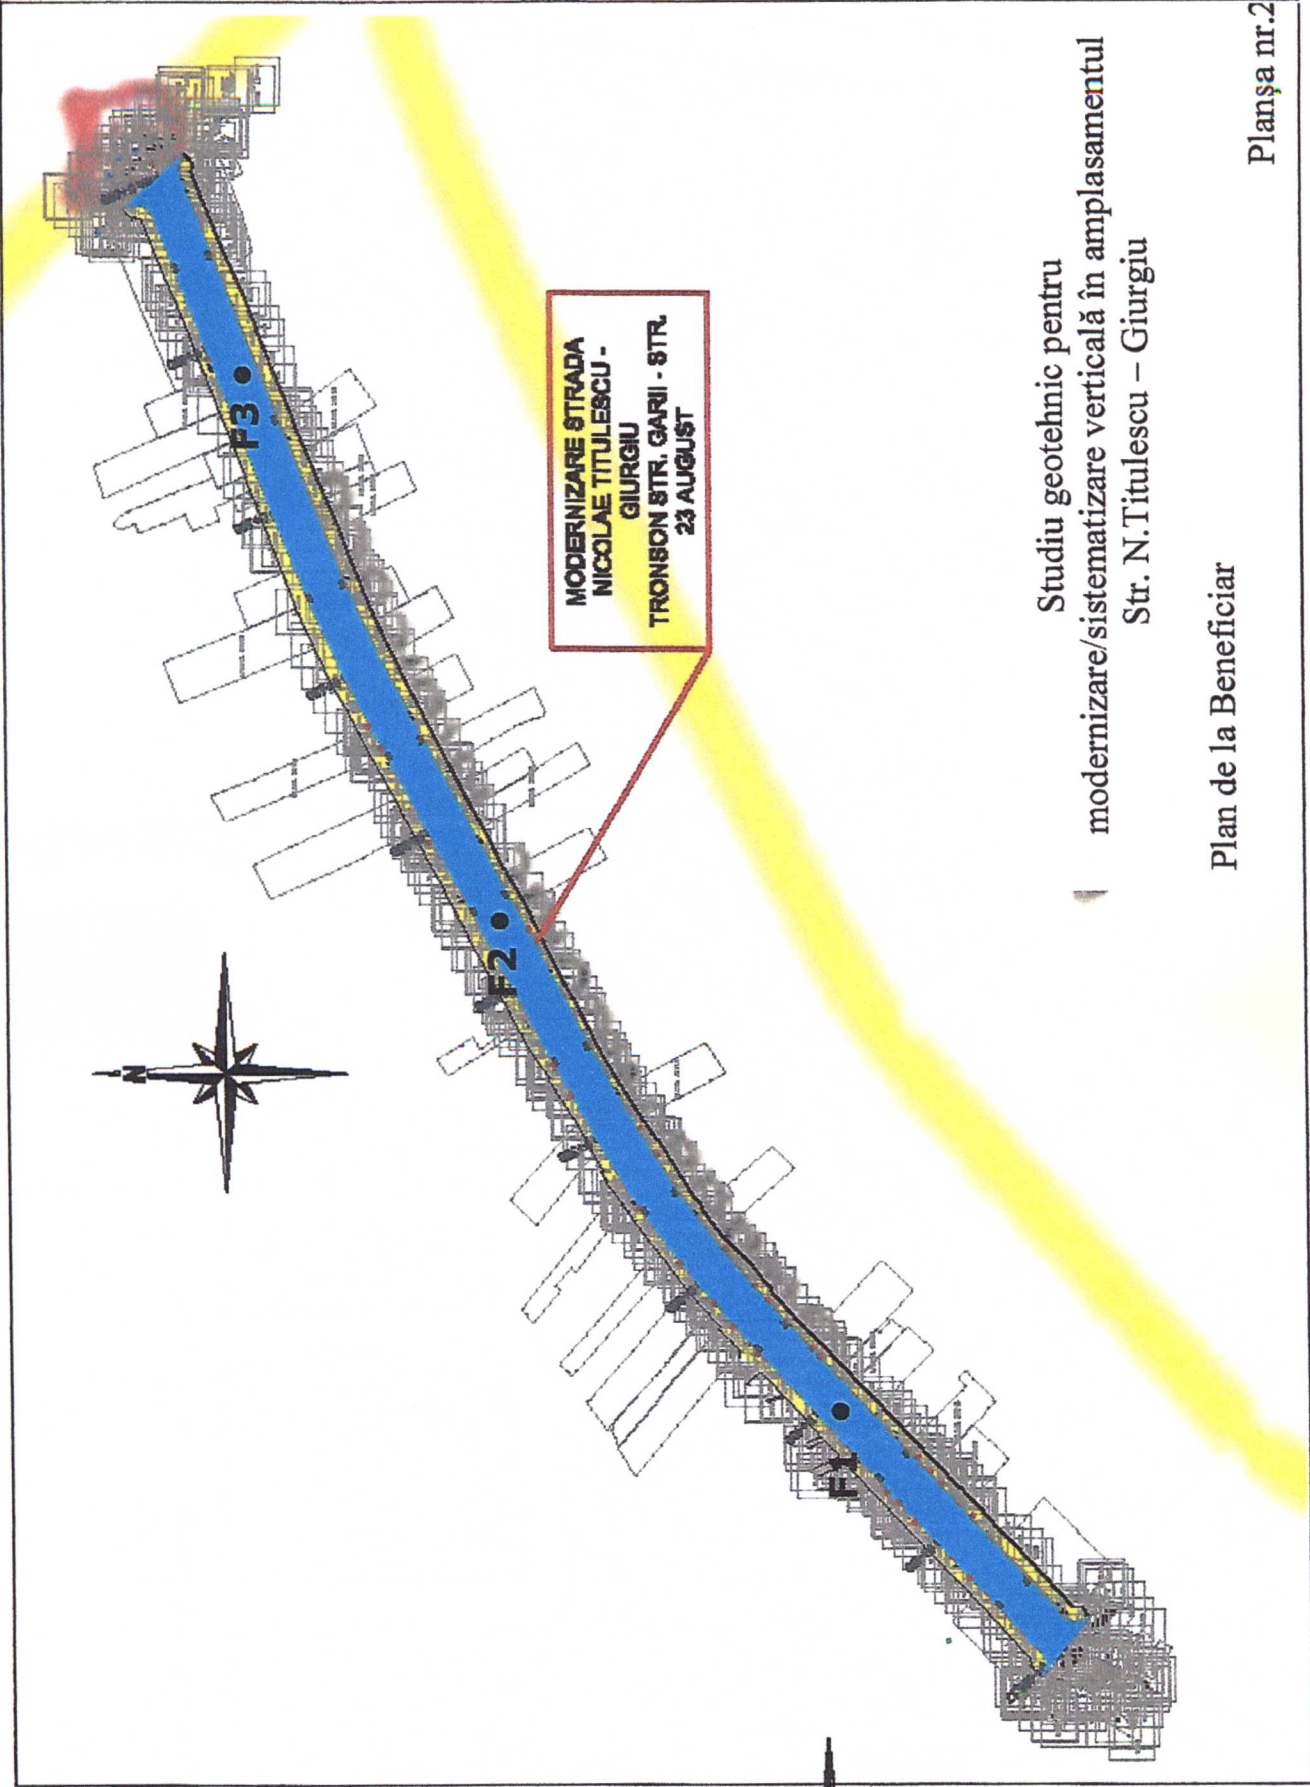 N
F3
F2
F1
MODERNIZARE STRADA
NICOLAE TITULESCU -
GIURGIU
TRONSON STR. GARII - STR.
23 AUGUST
Studiu geotehnic pentru
modernizare/sistematizare verticală în amplasamentul
Str. N.Titulescu – Giurgiu
Plan de la Beneficiar
Planșa nr.2